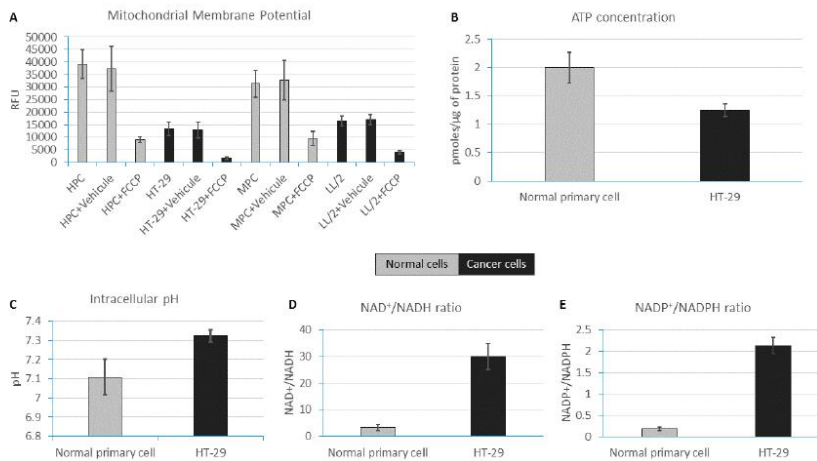 A
Mitochondrial Membrane Potential
RFU
50000
45000
40000
35000
30000
25000
20000
15000
10000
5000
0
HPC
HPC+Vehicule
HPC+FCCP
HT-29
HT-29+Vehicule
HT-29+FCCP
MPC
MPC+Vehicule
MPC+FCCP
LL/2
LL/2+Vehicule
LL/2+FCCP
B
ATP concentration
pmoles/µg of protein
2.5
2
1.5
1
0.5
0
Normal primary cell
HT-29
Normal cells
Cancer cells
C
Intracellular pH
pH
7.4
7.3
7.2
7.1
7
6.9
6.8
Normal primary cell
HT-29
D
NAD⁺/NADH ratio
NAD+/NADH
40
30
20
10
0
Normal primary cell
HT-29
E
NADP⁺/NADPH ratio
NADP+/NADPH
2.5
2
1.5
1
0.5
0
Normal primary cell
HT-29